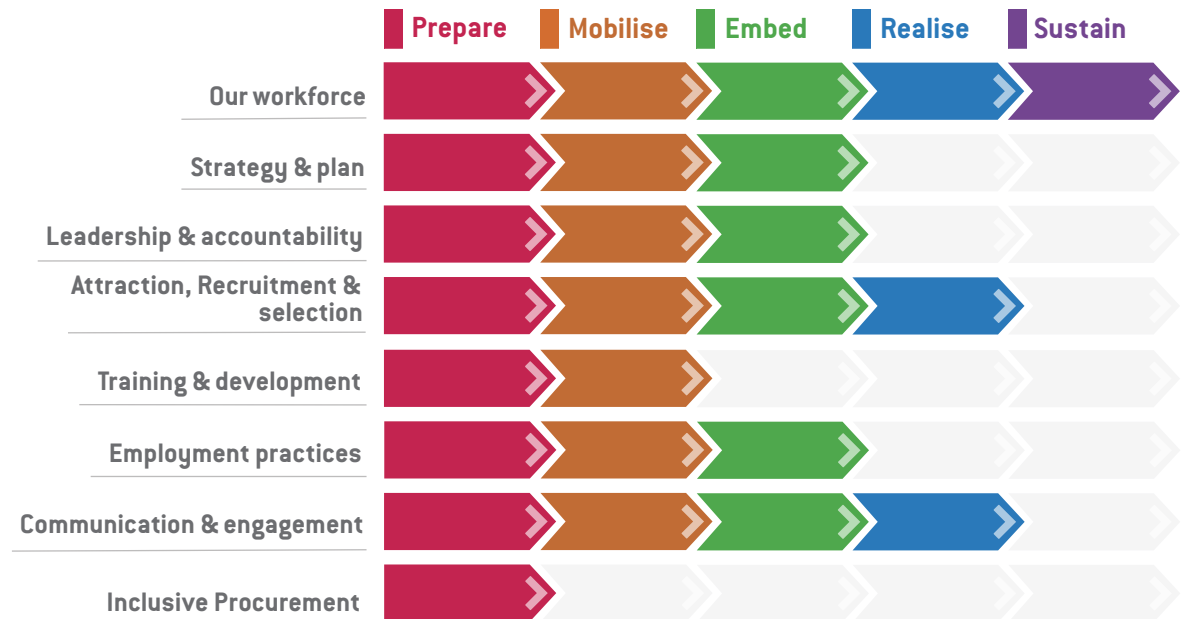 Prepare Mobilise Embed Realise Sustain
Our workforce
Strategy & plan
Leadership & accountability
Attraction, Recruitment &
selection
Training & development
Employment practices
Communication & engagement
Inclusive Procurement